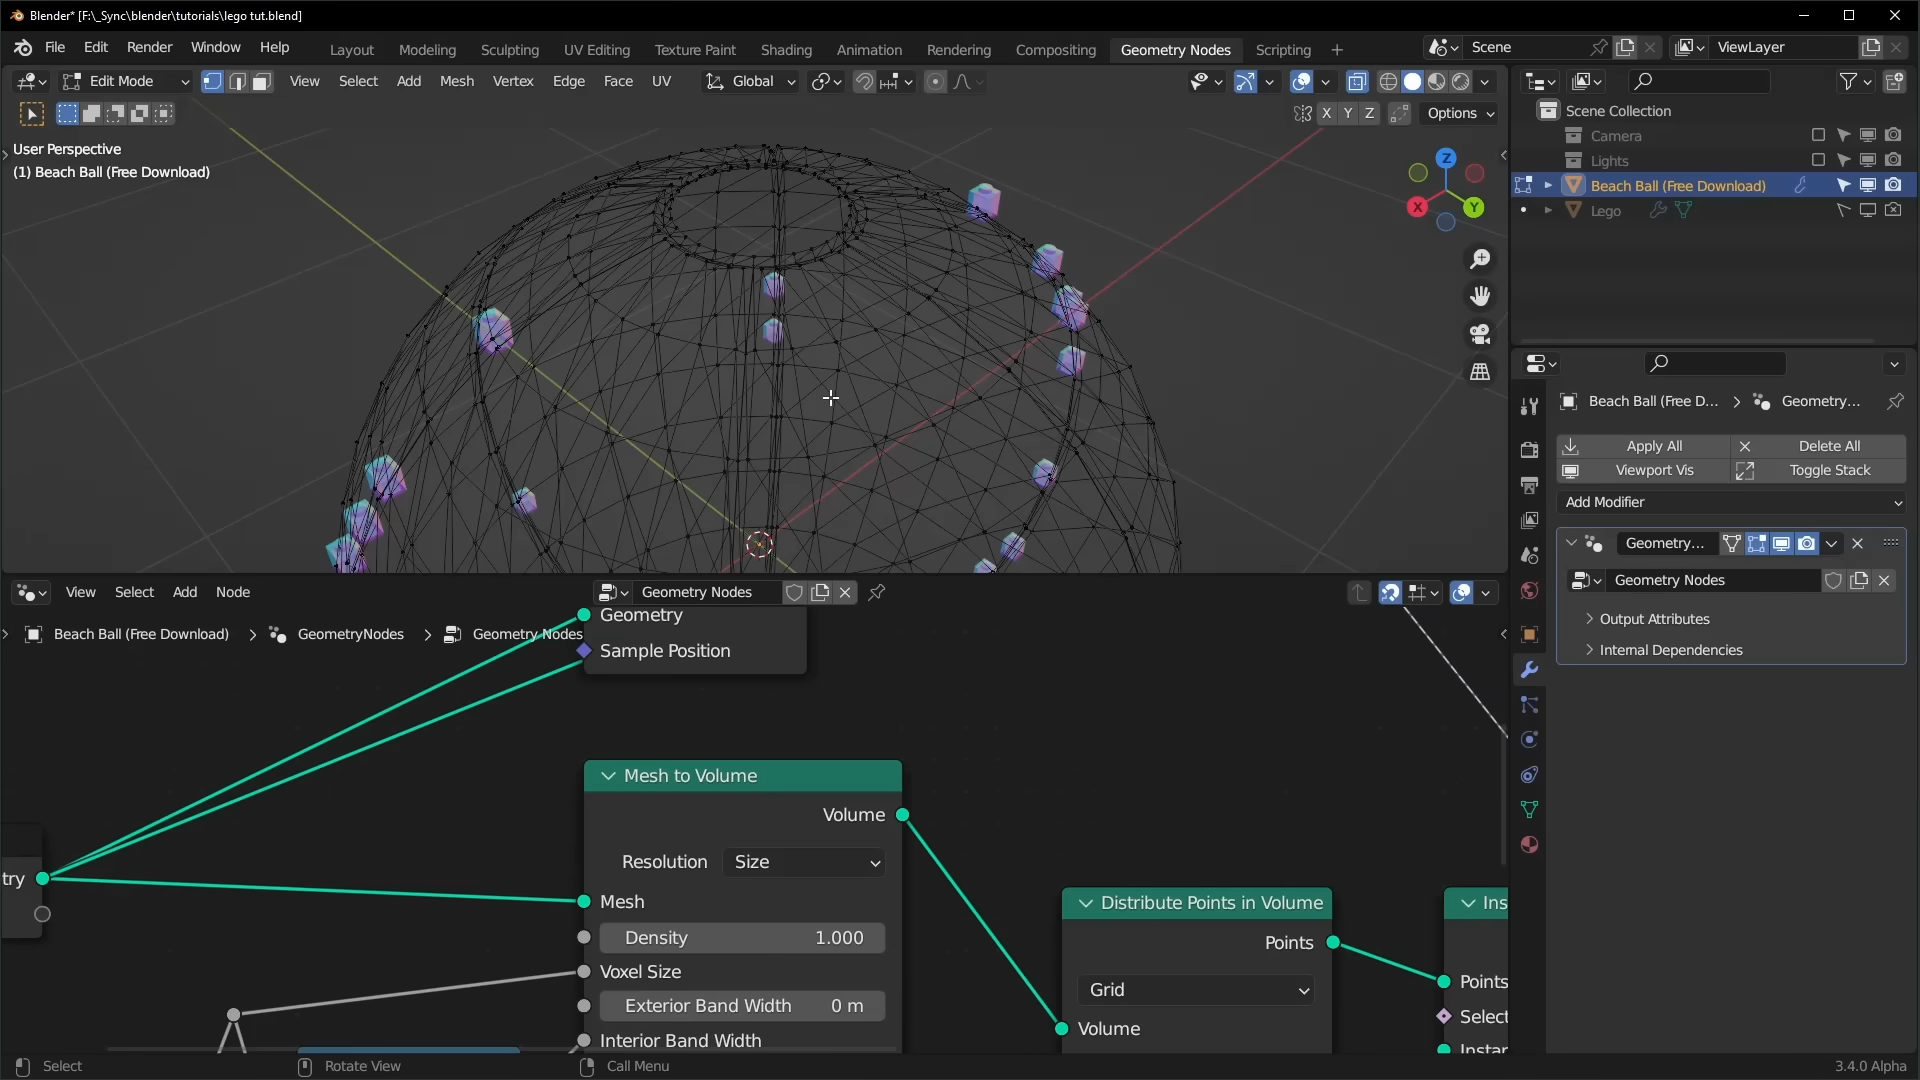 Blender* [F:\_Sync\blender\tutorials\lego tut.blend]
File Edit Render Window Help
Layout Modeling Sculpting UV Editing Texture Paint Shading Animation Rendering Compositing Geometry Nodes Scripting +
Scene
ViewLayer
Edit Mode
View Select Add Mesh Vertex Edge Face UV
Global
X Y Z
Options
User Perspective
(1) Beach Ball (Free Download)
Z
X
Y
Scene Collection
Camera
Lights
Beach Ball (Free Download)
Lego
Beach Ball (Free D... > Geometry...
Apply All
Delete All
Viewport Vis
Toggle Stack
Add Modifier
Geometry...
Geometry Nodes
Output Attributes
Internal Dependencies
View Select Add Node
Geometry Nodes
Beach Ball (Free Download) > GeometryNodes > Geometry Nodes
Geometry
Sample Position
Mesh to Volume
Volume
Resolution Size
Mesh
Density 1.000
Voxel Size
Exterior Band Width 0 m
Interior Band Width
try
Distribute Points in Volume
Points
Grid
Volume
Ins
Points
Select
Instar
Select
Rotate View
Call Menu
3.4.0 Alpha